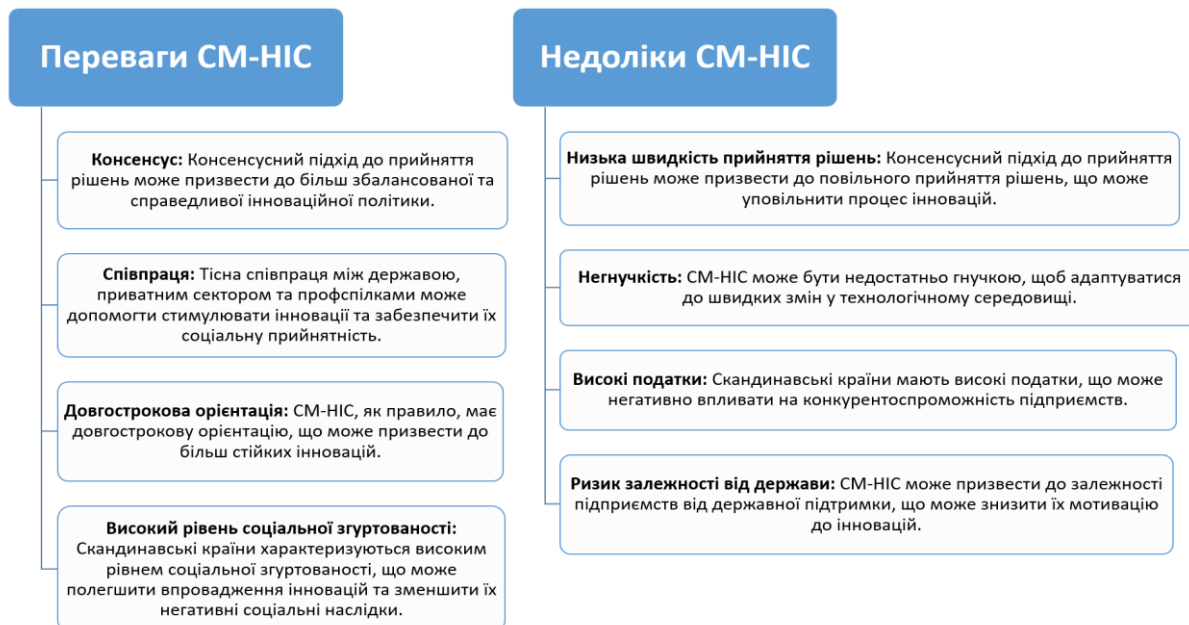 Переваги СМ-НІС
Консенсус: Консенсусний підхід до прийняття
рішень може призвести до більш збалансованої та
справедливої інноваційної політики.
Співпраця: Тісна співпраця між державою,
приватним сектором та профспілками може
допомогти стимулювати інновації та забезпечити їх
соціальну прийнятність.
Довгострокова орієнтація: СМ-НІС, як правило, має
довгострокову орієнтацію, що може призвести до
більш стійких інновацій.
Високий рівень соціальної згуртованості:
Скандинавські країни характеризуються високим
рівнем соціальної згуртованості, що може
полегшити впровадження інновацій та зменшити їх
негативні соціальні наслідки.
Недоліки СМ-НІС
Низька швидкість прийняття рішень: Консенсусний підхід до прийняття
рішень може призвести до повільного прийняття рішень, що може
уповільнити процес інновацій.
Негнучкість: СМ-НІС може бути недостатньо гнучкою, щоб адаптуватися
до швидких змін у технологічному середовищі.
Високі податки: Скандинавські країни мають високі податки, що може
негативно впливати на конкурентоспроможність підприємств.
Ризик залежності від держави: СМ-НІС може призвести до залежності
підприємств від державної підтримки, що може знизити їх мотивацію
до інновацій.